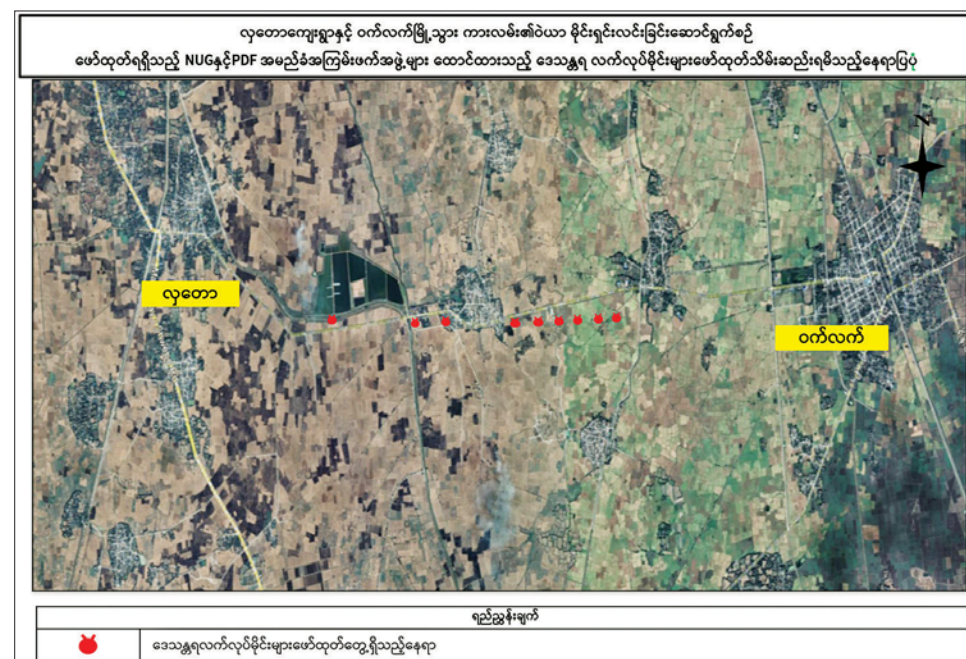 လှတောကျေးရွာနှင့် ဝက်လက်မြို့သွား ကားလမ်း၏ဝဲယာ မိုင်းရှင်းလင်းခြင်းဆောင်ရွက်စဉ်
ဖော်ထုတ်ရရှိသည့် NUGနှင့်PDF အမည်ခံအကြမ်းဖက်အဖွဲ့များ ထောင်ထားသည့် ဒေသန္တရ လက်လုပ်မိုင်းများဖော်ထုတ်သိမ်းဆည်းရမိသည့်နေရာပြပုံ
N
လှတော
ဝက်လက်
ရည်ညွှန်းချက်
ဒေသန္တရလက်လုပ်မိုင်းများဖော်ထုတ်တွေ့ရှိသည့်နေရာ